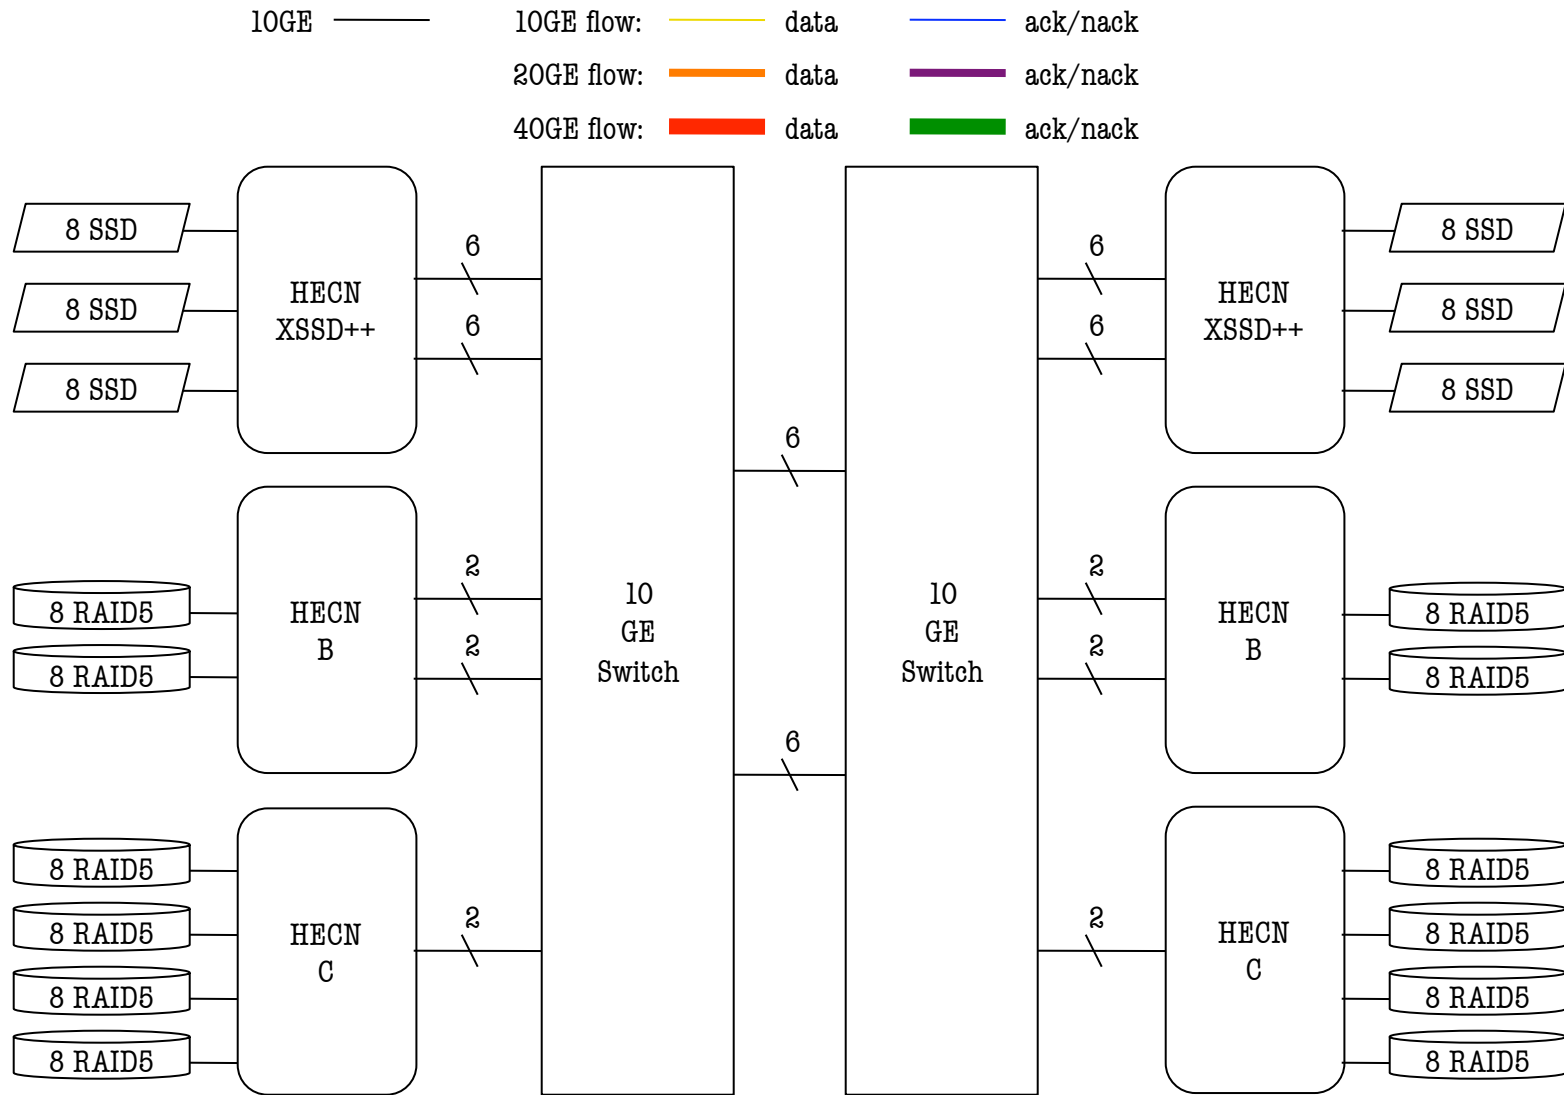 10GE
10GE flow: data ack/nack
20GE flow: data ack/nack
40GE flow: data ack/nack
8 SSD
8 SSD
8 SSD
HECN
XSSD++
6
6
8 RAID5
8 RAID5
HECN
B
2
2
8 RAID5
8 RAID5
8 RAID5
8 RAID5
HECN
C
2
10
GE
Switch
6
6
10
GE
Switch
6
6
HECN
XSSD++
8 SSD
8 SSD
8 SSD
2
2
HECN
B
8 RAID5
8 RAID5
2
HECN
C
8 RAID5
8 RAID5
8 RAID5
8 RAID5